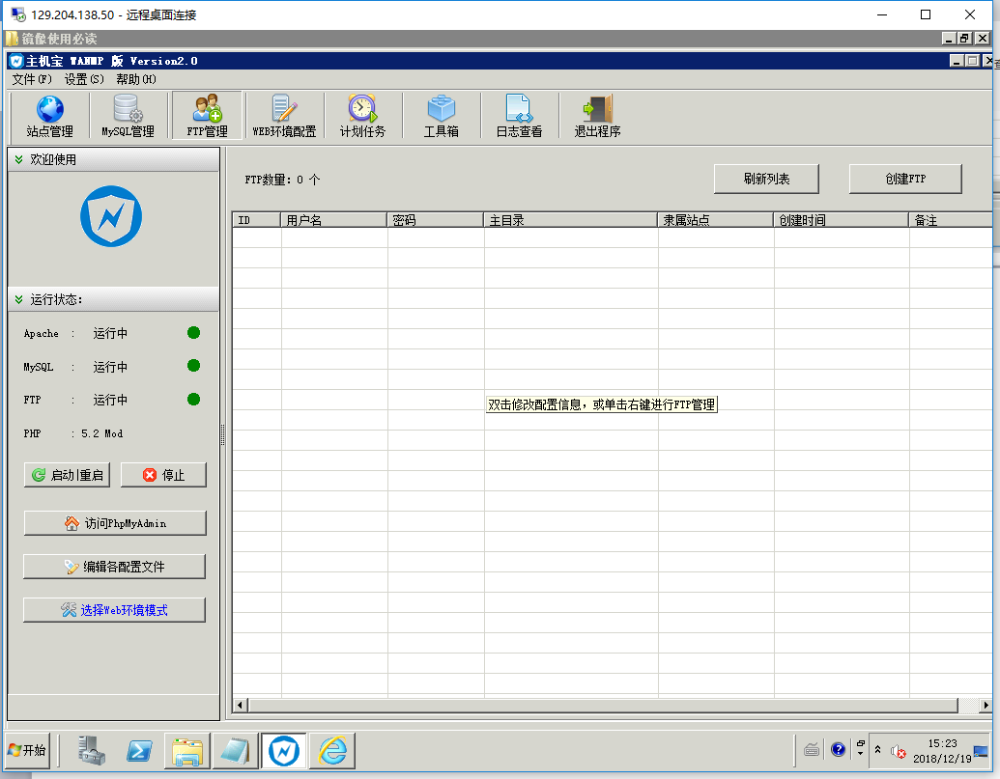 129.204.138.50 - 远程桌面连接
镜像使用必读
主机宝 WANMP 版 Version2.0
文件(F) 设置(S) 帮助(H)
站点管理 MySQL管理 FTP管理 WEB环境配置 计划任务 工具箱 日志查看 退出程序
欢迎使用
FTP数量: 0 个 刷新列表 创建FTP
ID 用户名 密码 主目录 隶属站点 创建时间 备注
运行状态:
Apache : 运行中
MySQL : 运行中
FTP : 运行中
双击修改配置信息，或单击右键进行FTP管理
PHP : 5.2 Mod
启动|重启 停止
访问PhpMyAdmin
编辑各配置文件
选择Web环境模式
开始
15:23
2018/12/19